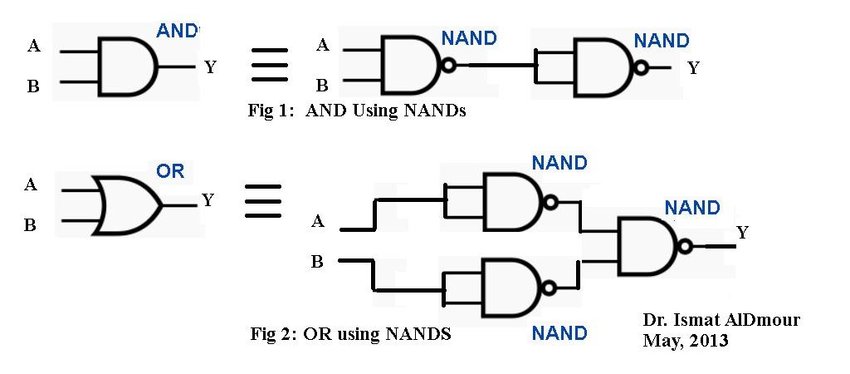 AND
A
B
Y
A
B
NAND
NAND
Y
Fig 1: AND Using NANDs
OR
A
B
Y
A
B
NAND
NAND
NAND
Y
Fig 2: OR using NANDS
Dr. Ismat AlDmour
May, 2013